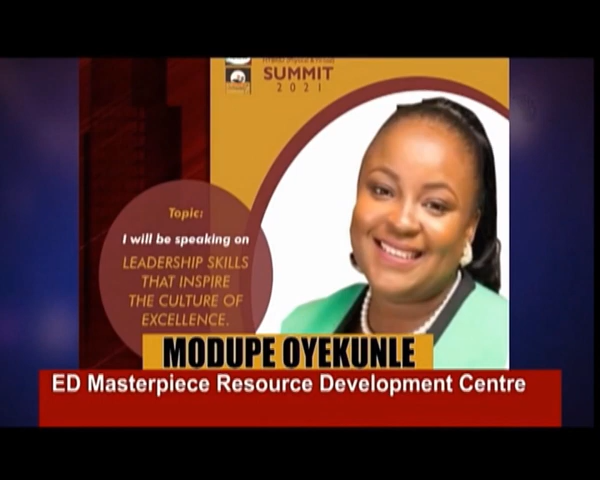 SUMMIT
2021
Topic:
I will be speaking on
LEADERSHIP SKILLS
THAT INSPIRE
THE CULTURE OF
EXCELLENCE.
MODUPE OYEKUNLE
ED Masterpiece Resource Development Centre